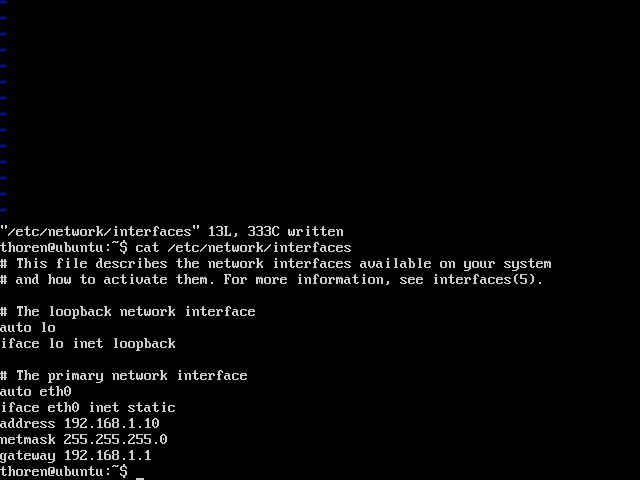 ~
~
~
~
~
~
~
~
~
~
~
~
~
~
"/etc/network/interfaces" 13L, 333C written
thoren@ubuntu:~$ cat /etc/network/interfaces
# This file describes the network interfaces available on your system
# and how to activate them. For more information, see interfaces(5).

# The loopback network interface
auto lo
iface lo inet loopback

# The primary network interface
auto eth0
iface eth0 inet static
address 192.168.1.10
netmask 255.255.255.0
gateway 192.168.1.1
thoren@ubuntu:~$ _